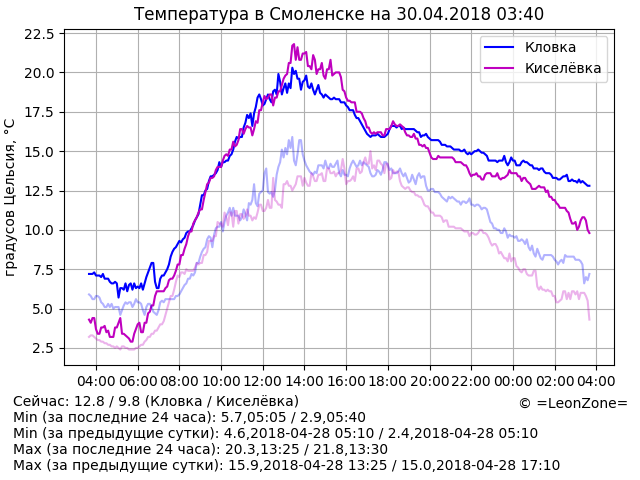 Температура в Смоленске на 30.04.2018 03:40
градусов Цельсия, °C
22.5
20.0
17.5
15.0
12.5
10.0
7.5
5.0
2.5
Кловка
Киселёвка
04:00 06:00 08:00 10:00 12:00 14:00 16:00 18:00 20:00 22:00 00:00 02:00 04:00
Сейчас: 12.8 / 9.8 (Кловка / Киселёвка)
© =LeonZone=
Min (за последние 24 часа): 5.7,05:05 / 2.9,05:40
Min (за предыдущие сутки): 4.6,2018-04-28 05:10 / 2.4,2018-04-28 05:10
Max (за последние 24 часа): 20.3,13:25 / 21.8,13:30
Max (за предыдущие сутки): 15.9,2018-04-28 13:25 / 15.0,2018-04-28 17:10